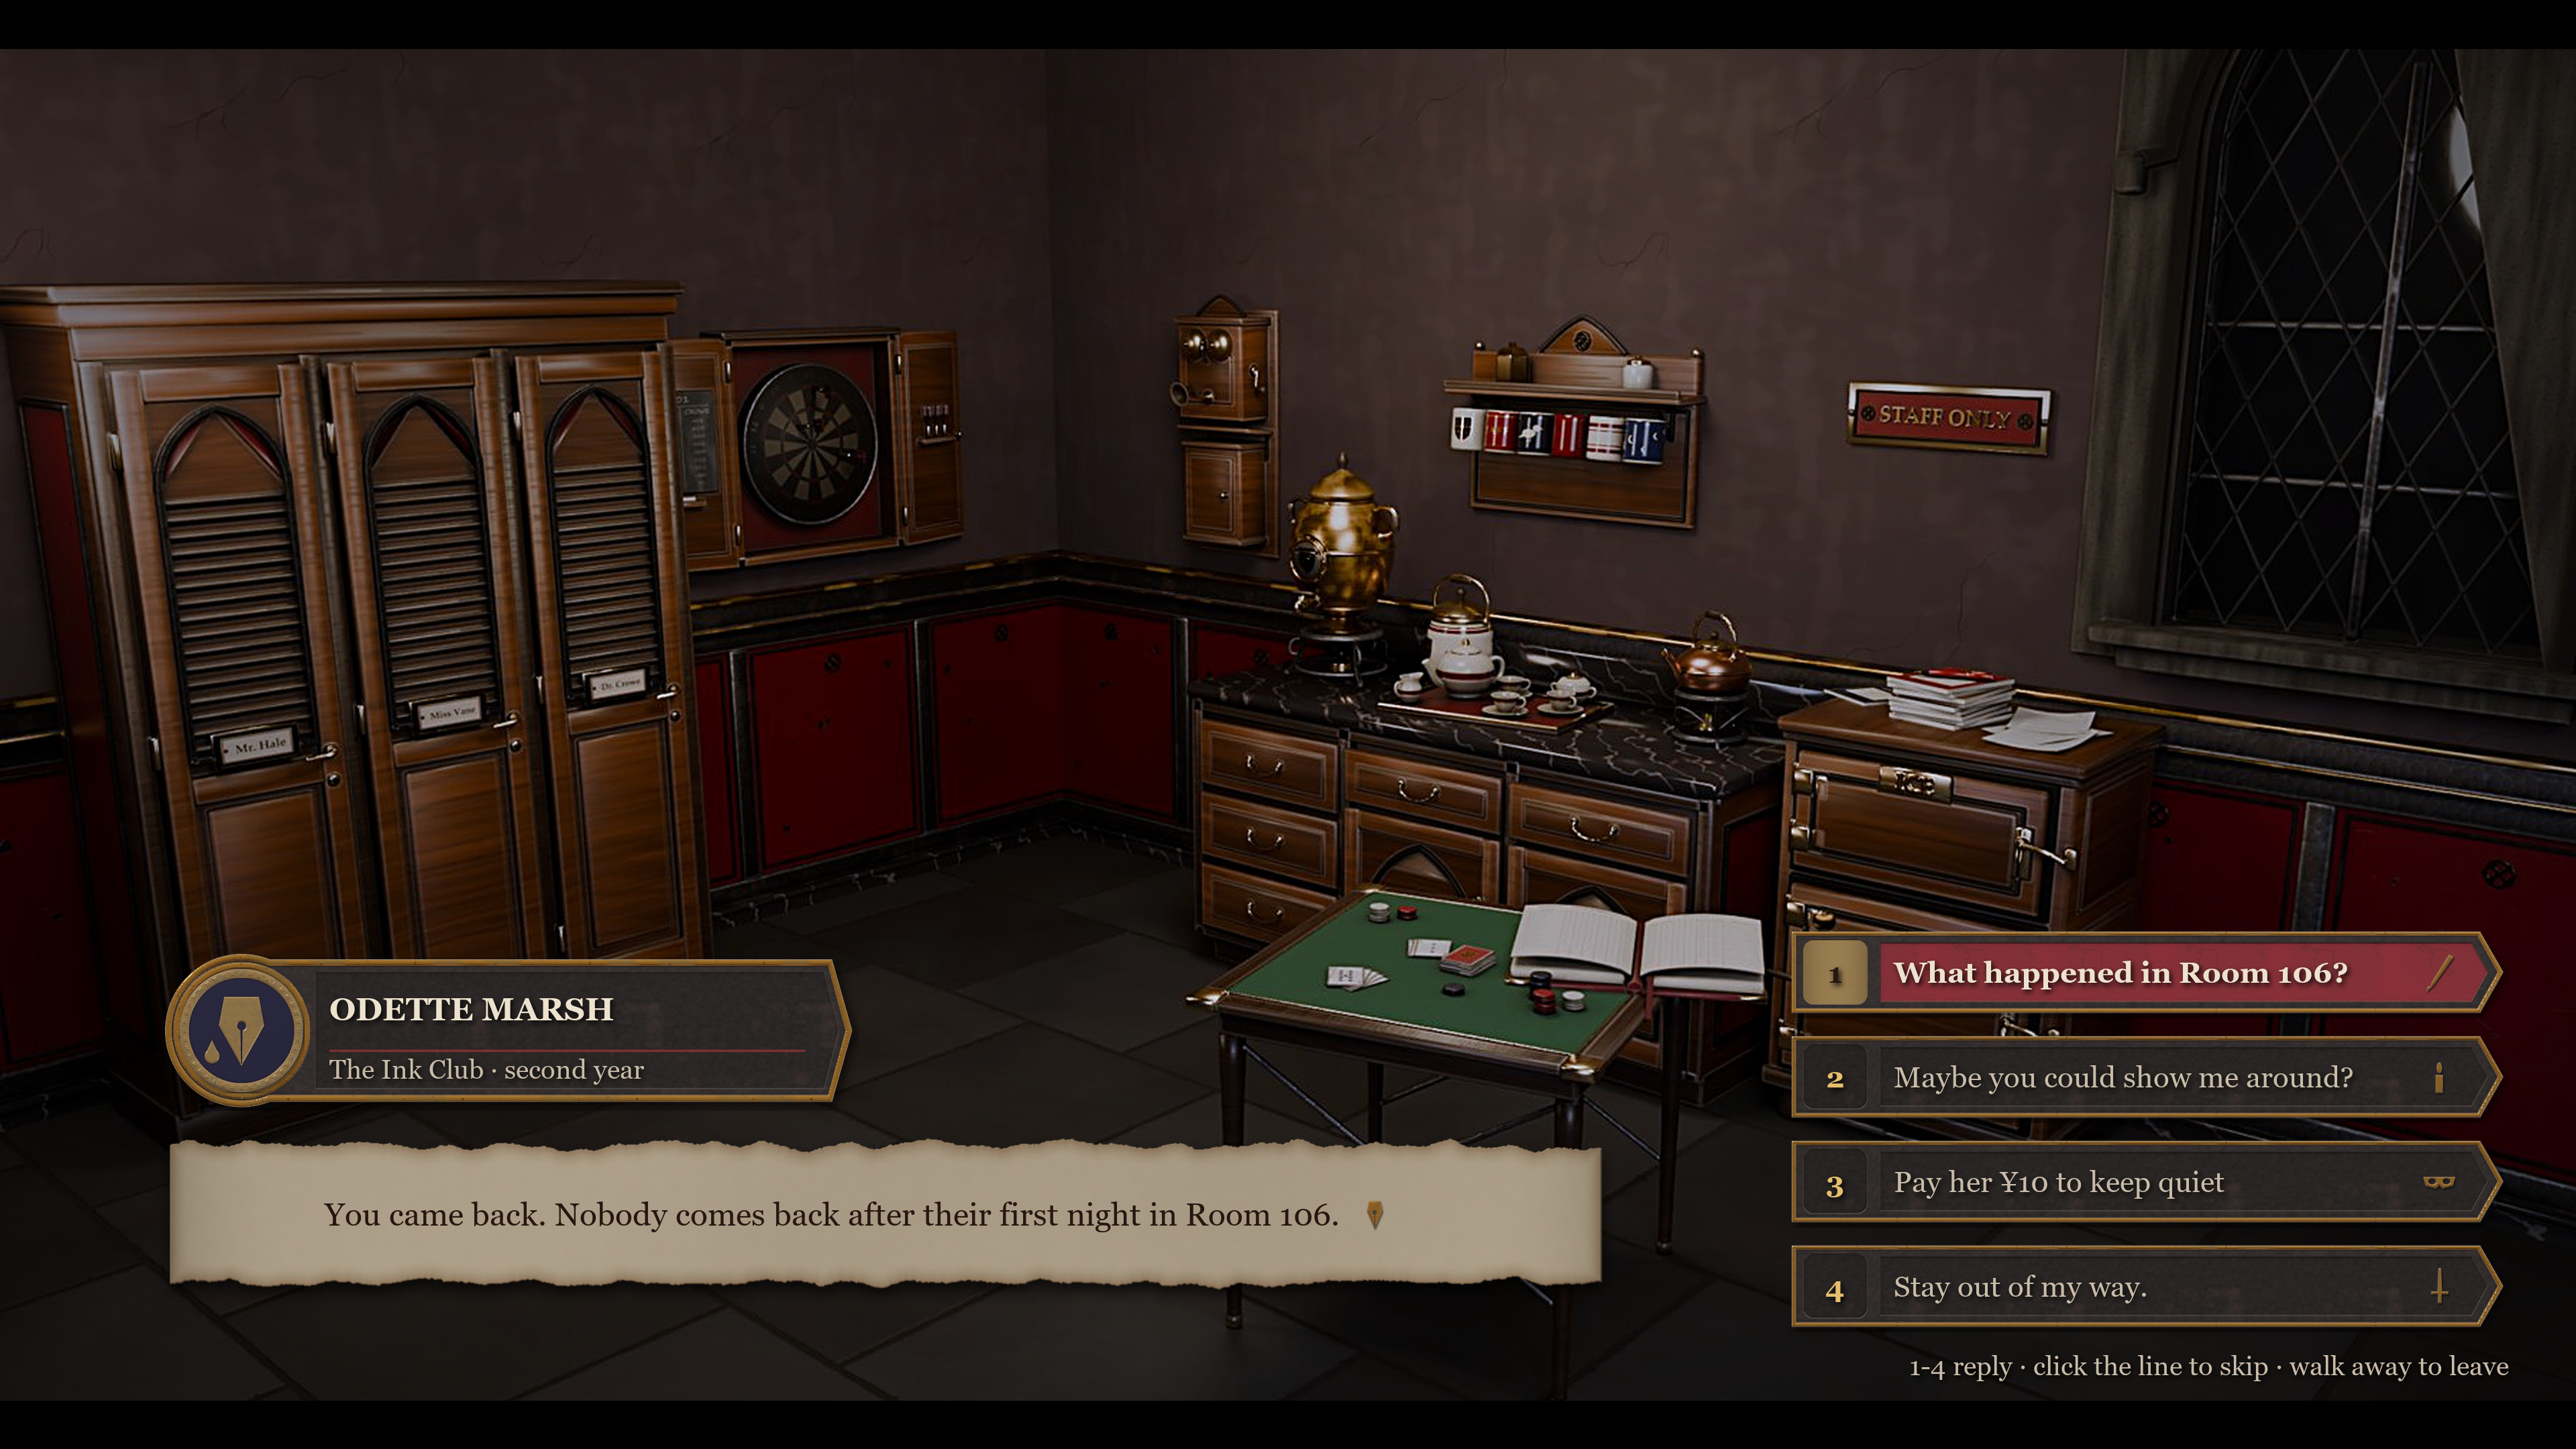 CROWE
STAFF ONLY
Dr. Crowe
Miss Vane
Mr. Hale
ODETTE MARSH
The Ink Club · second year
You came back. Nobody comes back after their first night in Room 106.
1 What happened in Room 106?
2 Maybe you could show me around?
3 Pay her ¥10 to keep quiet
4 Stay out of my way.
1-4 reply · click the line to skip · walk away to leave